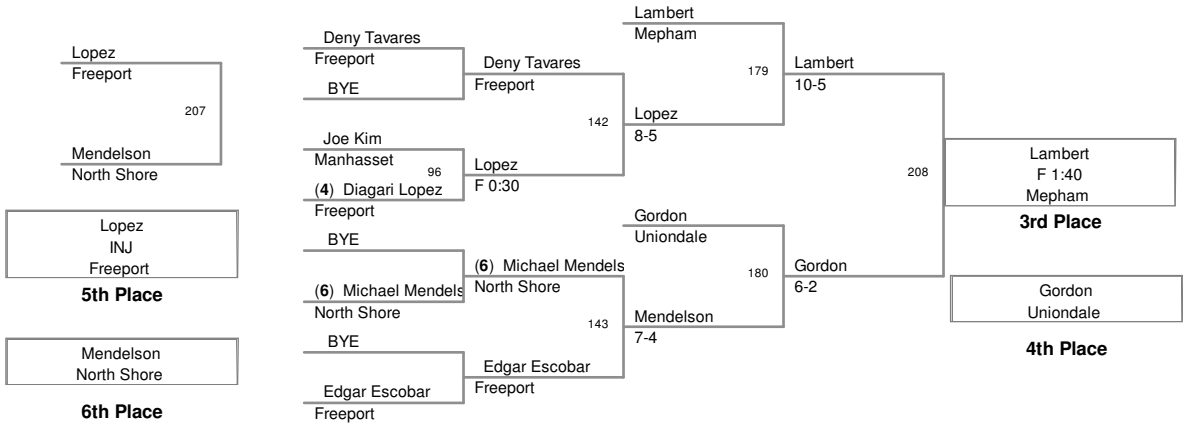 Lopez
Freeport
207
Mendelson
North Shore
Lopez
INJ
Freeport
5th Place
Mendelson
North Shore
6th Place
Deny Tavares
Freeport
BYE
Joe Kim
Manhasset
96
(4) Diagari Lopez
Freeport
BYE
(6) Michael Mendels
North Shore
BYE
Edgar Escobar
Freeport
Deny Tavares
Freeport
142
Lopez
F 0:30
(6) Michael Mendels
North Shore
143
Edgar Escobar
Freeport
Lambert
Mepham
179
Lopez
8-5
Gordon
Uniondale
180
Mendelson
7-4
Lambert
10-5
208
Gordon
6-2
Lambert
F 1:40
Mepham
3rd Place
Gordon
Uniondale
4th Place